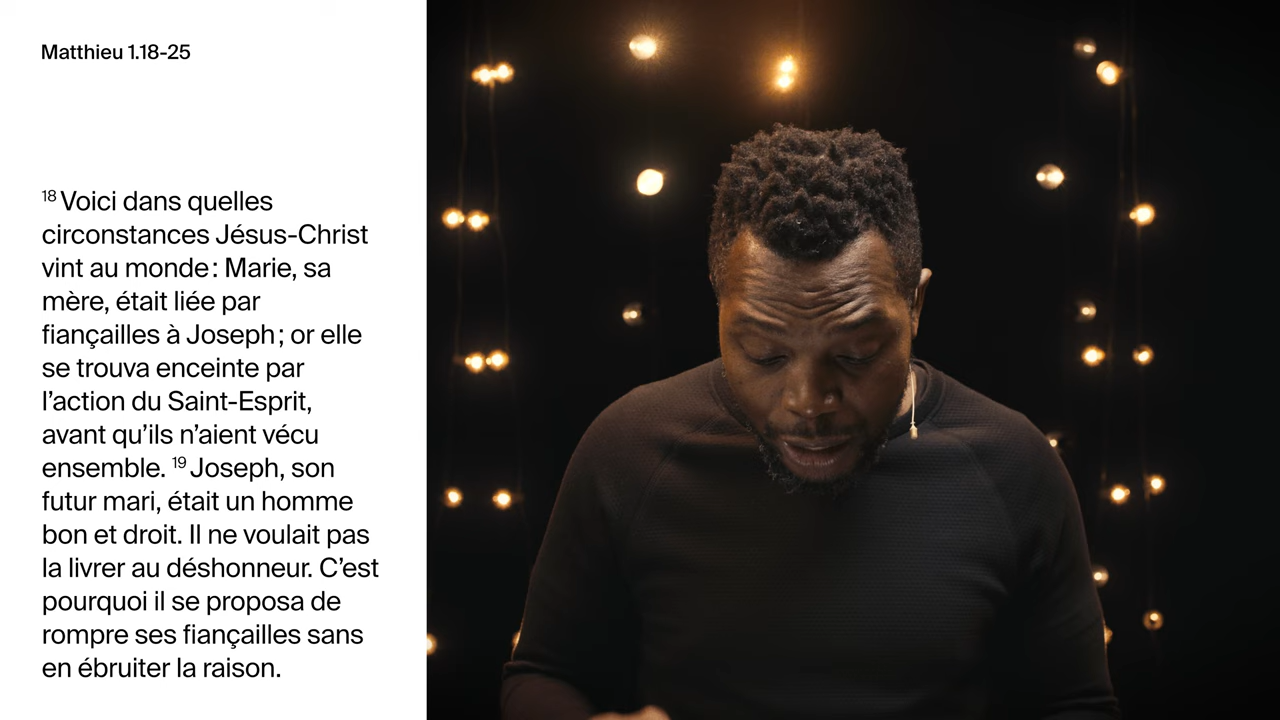 Matthieu 1.18-25
18 Voici dans quelles
circonstances Jésus-Christ
vint au monde : Marie, sa
mère, était liée par
fiançailles à Joseph ; or elle
se trouva enceinte par
l’action du Saint-Esprit,
avant qu’ils n’aient vécu
ensemble. 19 Joseph, son
futur mari, était un homme
bon et droit. Il ne voulait pas
la livrer au déshonneur. C’est
pourquoi il se proposa de
rompre ses fiançailles sans
en ébruiter la raison.